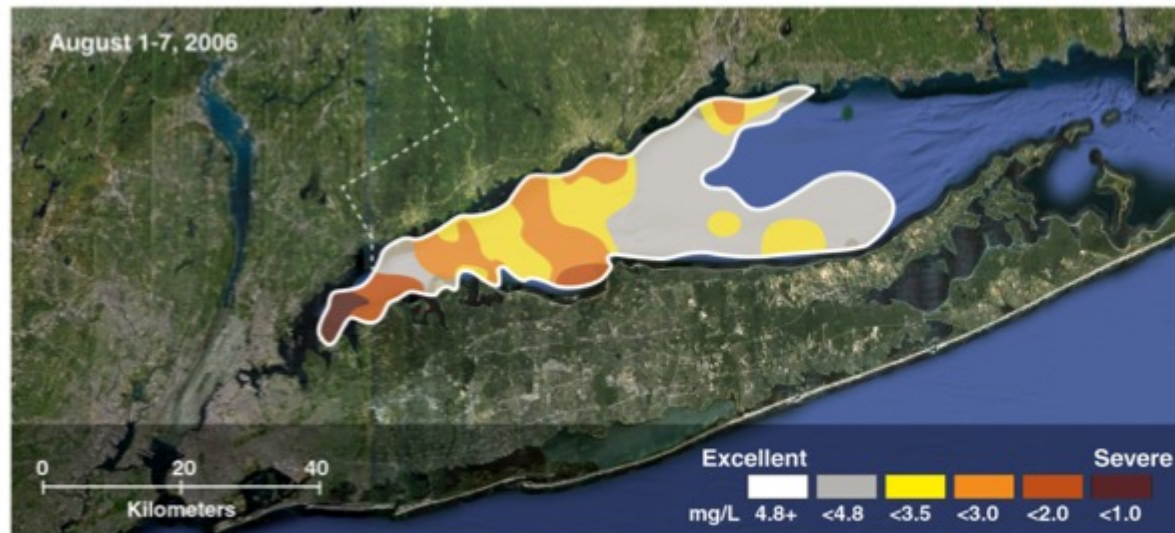 August 1-7, 2006
0 20 40
Kilometers
Excellent Severe
mg/L 4.8+ <4.8 <3.5 <3.0 <2.0 <1.0